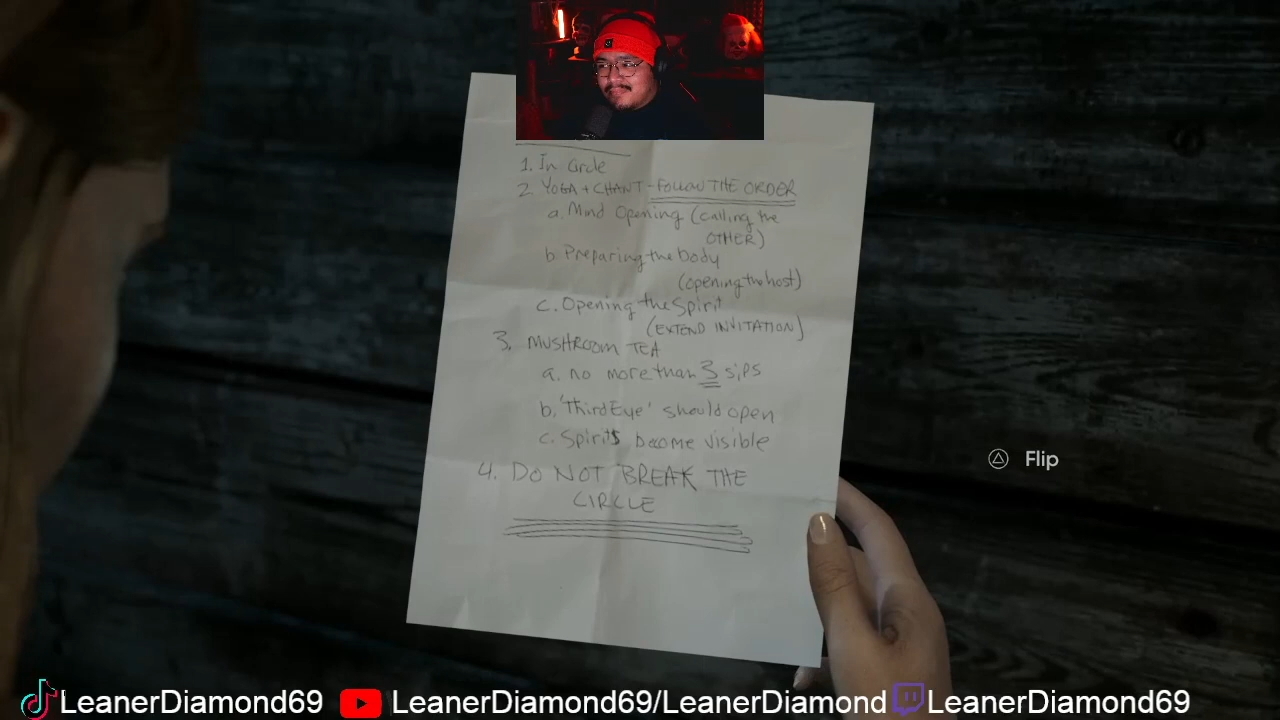 1. In Circle
2. YOGA + CHANT - FOLLOW THE ORDER
a. Mind Opening (calling the
OTHER)
b. Preparing the body
(opening the host)
c. Opening the Spirit
(EXTEND INVITATION)
3. MUSHROOM TEA
a. no more than 3 sips
b. 'Third Eye' should open
c. Spirits become visible
4. DO NOT BREAK THE
CIRCLE
Flip
LeanerDiamond69 LeanerDiamond69/LeanerDiamond LeanerDiamond69